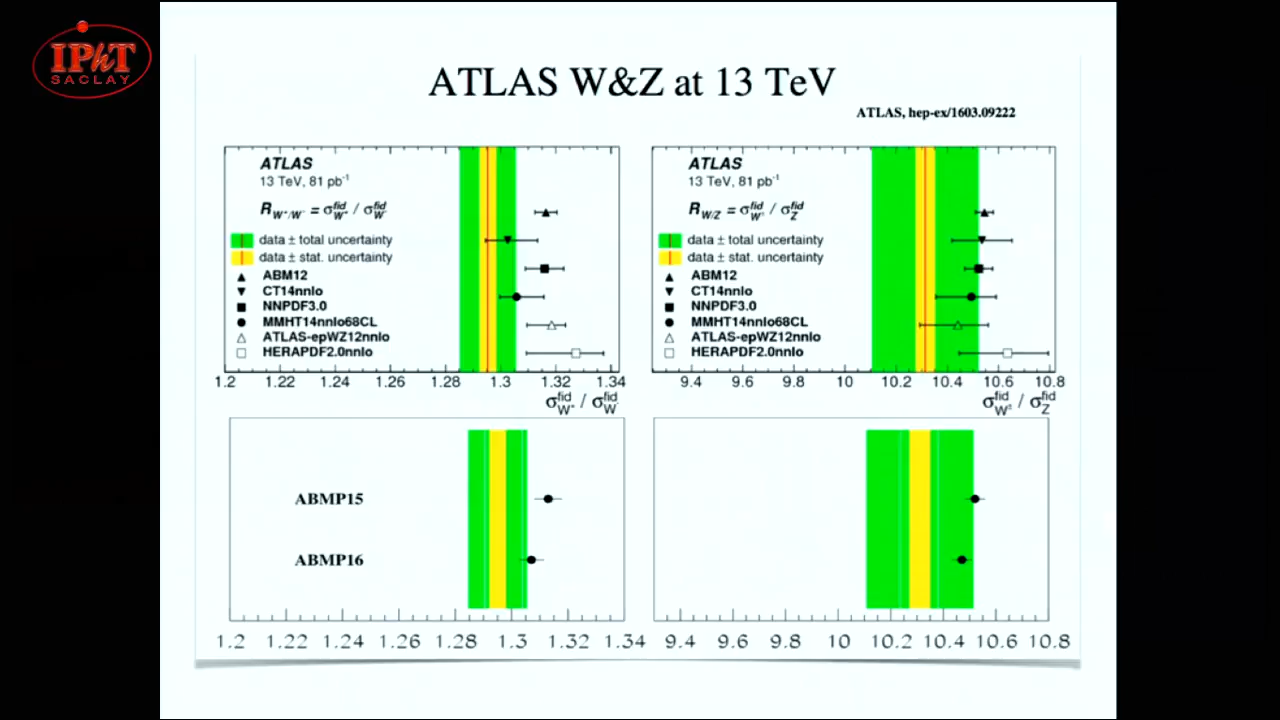 IPhT
SACLAY
ATLAS W&Z at 13 TeV
ATLAS, hep-ex/1603.09222
ATLAS
13 TeV, 81 pb⁻¹
R_{W⁺/W⁻} = σ^{fid}_{W⁺} / σ^{fid}_{W⁻}
data ± total uncertainty
data ± stat. uncertainty
ABM12
CT14nnlo
NNPDF3.0
MMHT14nnlo68CL
ATLAS-epWZ12nnlo
HERAPDF2.0nnlo
1.2 1.22 1.24 1.26 1.28 1.3 1.32 1.34
σ^{fid}_{W⁺} / σ^{fid}_{W⁻}
ATLAS
13 TeV, 81 pb⁻¹
R_{W/Z} = σ^{fid}_{W±} / σ^{fid}_{Z}
data ± total uncertainty
data ± stat. uncertainty
ABM12
CT14nnlo
NNPDF3.0
MMHT14nnlo68CL
ATLAS-epWZ12nnlo
HERAPDF2.0nnlo
9.4 9.6 9.8 10 10.2 10.4 10.6 10.8
σ^{fid}_{W±} / σ^{fid}_{Z}
ABMP15
ABMP16
1.2 1.22 1.24 1.26 1.28 1.3 1.32 1.34
9.4 9.6 9.8 10 10.2 10.4 10.6 10.8